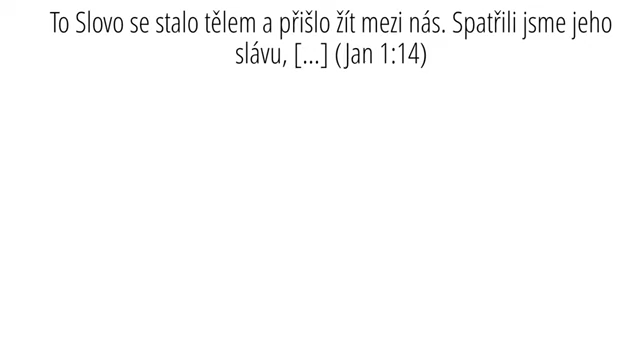 To Slovo se stalo tělem a přišlo žít mezi nás. Spatřili jsme jeho
slávu, [...] (Jan 1:14)